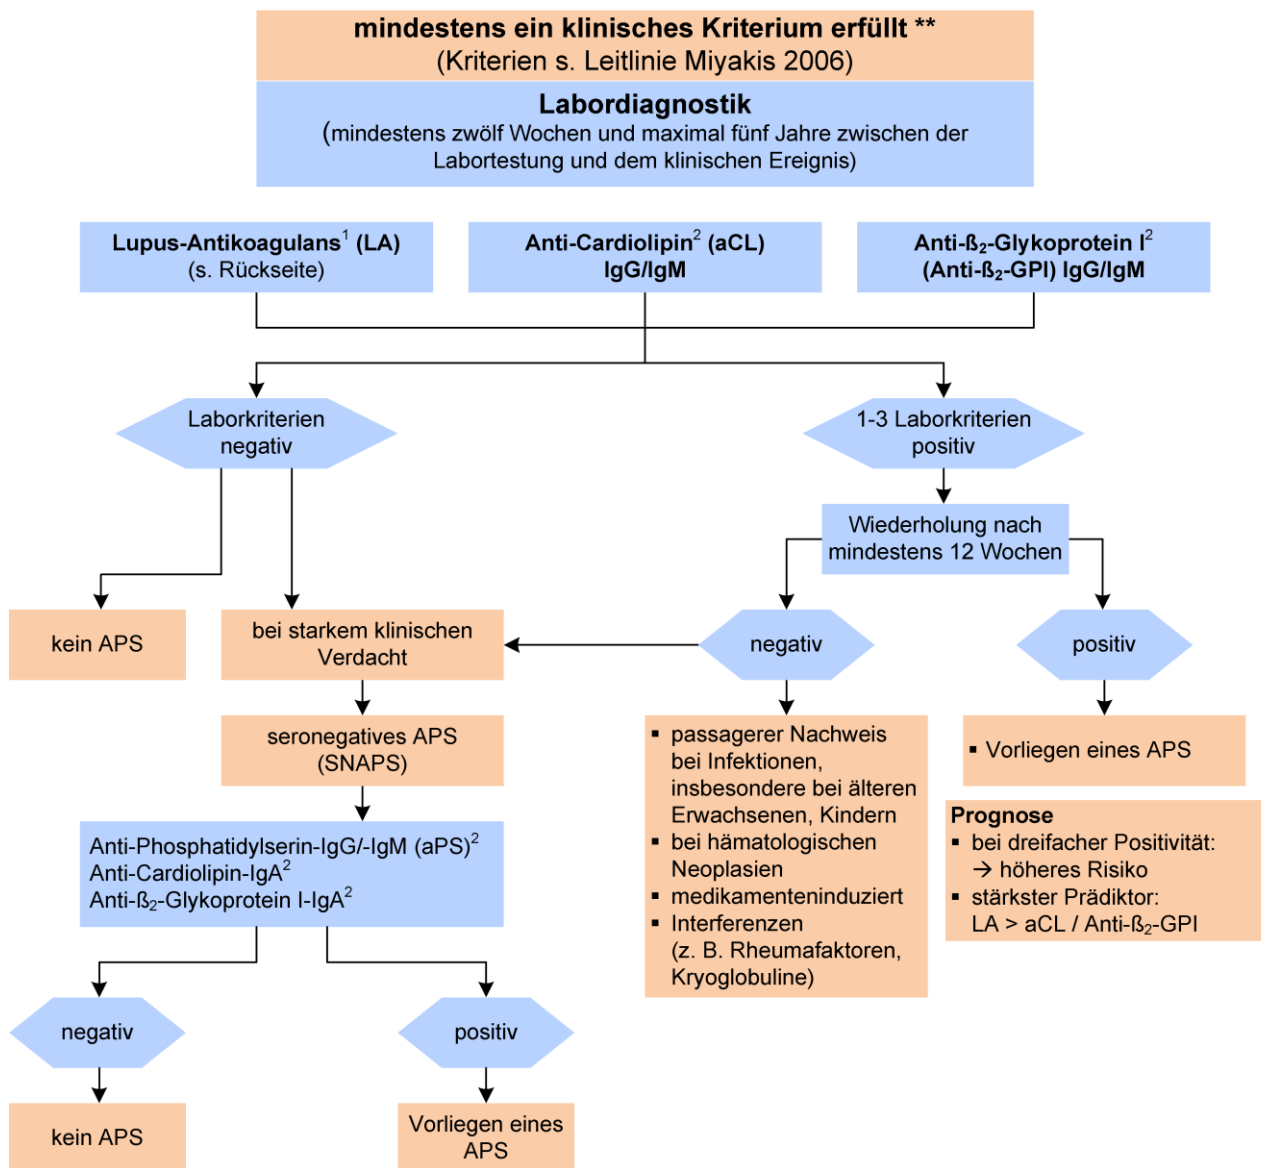 mindestens ein klinisches Kriterium erfüllt **
(Kriterien s. Leitlinie Miyakis 2006)
Labordiagnostik
(mindestens zwölf Wochen und maximal fünf Jahre zwischen der
Labortestung und dem klinischen Ereignis)
Lupus-Antikoagulans¹ (LA)
(s. Rückseite)
Anti-Cardiolipin² (aCL)
IgG/IgM
Anti-ß₂-Glykoprotein I²
(Anti-ß₂-GPI) IgG/IgM
Laborkriterien
negativ
1-3 Laborkriterien
positiv
Wiederholung nach
mindestens 12 Wochen
kein APS
bei starkem klinischen
Verdacht
negativ
positiv
seronegatives APS
(SNAPS)
▪ passagerer Nachweis
bei Infektionen,
insbesondere bei älteren
Erwachsenen, Kindern
▪ bei hämatologischen
Neoplasien
▪ medikamenteninduziert
▪ Interferenzen
(z. B. Rheumafaktoren,
Kryoglobuline)
▪ Vorliegen eines APS
Prognose
▪ bei dreifacher Positivität:
→ höheres Risiko
▪ stärkster Prädiktor:
LA > aCL / Anti-ß₂-GPI
Anti-Phosphatidylserin-IgG/-IgM (aPS)²
Anti-Cardiolipin-IgA²
Anti-ß₂-Glykoprotein I-IgA²
negativ
positiv
kein APS
Vorliegen eines
APS